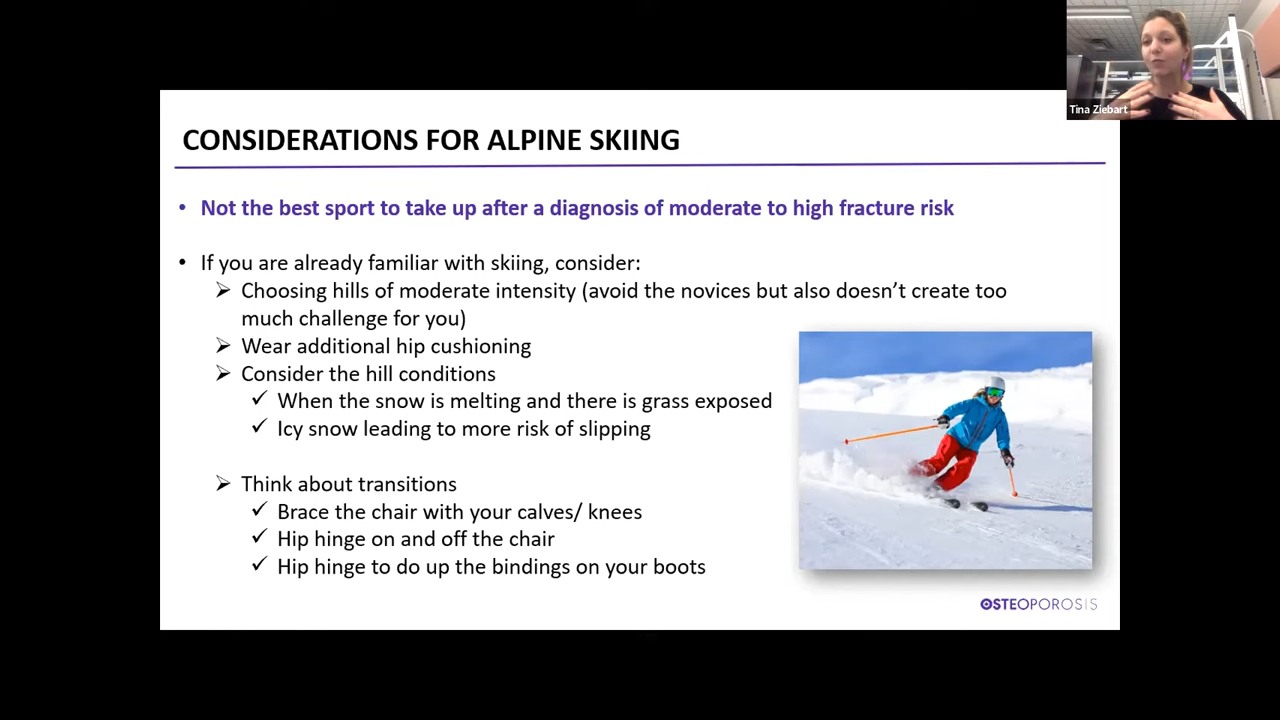 Tina Ziebart
CONSIDERATIONS FOR ALPINE SKIING
• Not the best sport to take up after a diagnosis of moderate to high fracture risk
• If you are already familiar with skiing, consider:
➢ Choosing hills of moderate intensity (avoid the novices but also doesn’t create too
much challenge for you)
➢ Wear additional hip cushioning
➢ Consider the hill conditions
✓ When the snow is melting and there is grass exposed
✓ Icy snow leading to more risk of slipping
➢ Think about transitions
✓ Brace the chair with your calves/ knees
✓ Hip hinge on and off the chair
✓ Hip hinge to do up the bindings on your boots
OSTEOPOROSIS